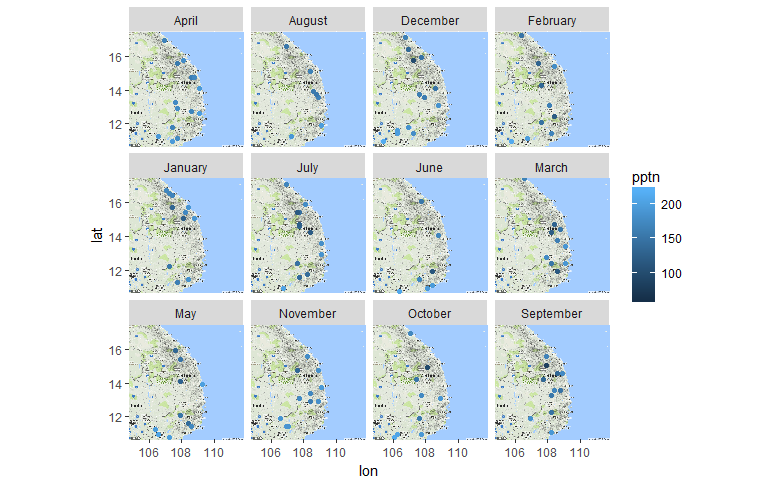 April August December February
16
14
12
January July June March
16
14
12
May November October September
16
14
12
106 108 110 106 108 110 106 108 110 106 108 110
lon
lat
pptn
200
150
100